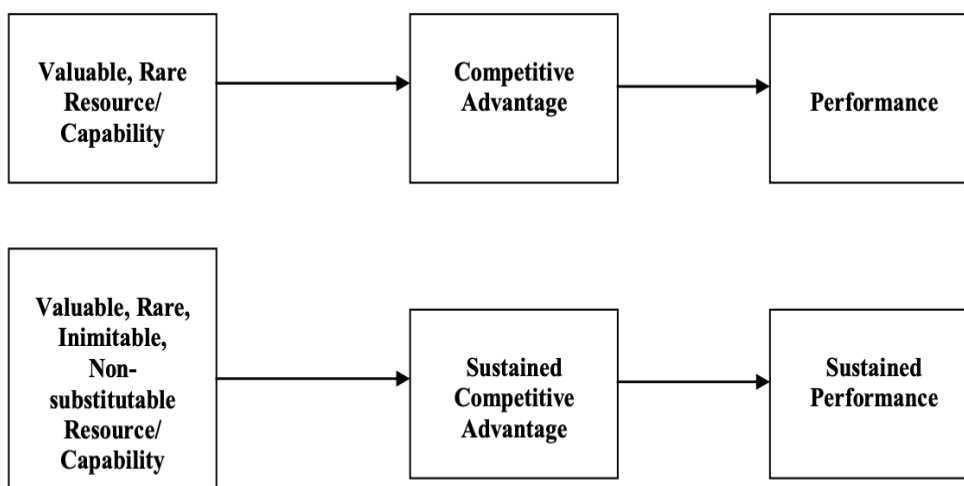 Valuable, Rare
Resource/
Capability
Competitive
Advantage
Performance
Valuable, Rare,
Inimitable,
Non-
substitutable
Resource/
Capability
Sustained
Competitive
Advantage
Sustained
Performance